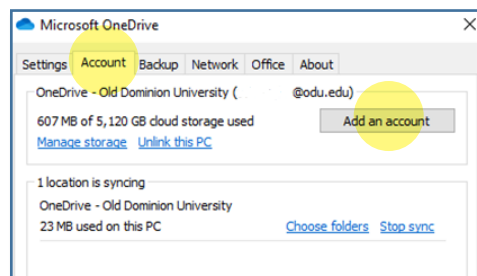 Microsoft OneDrive
Settings Account Backup Network Office About
OneDrive - Old Dominion University ( @odu.edu)
607 MB of 5,120 GB cloud storage used Add an account
Manage storage Unlink this PC
1 location is syncing
OneDrive - Old Dominion University
23 MB used on this PC Choose folders Stop sync